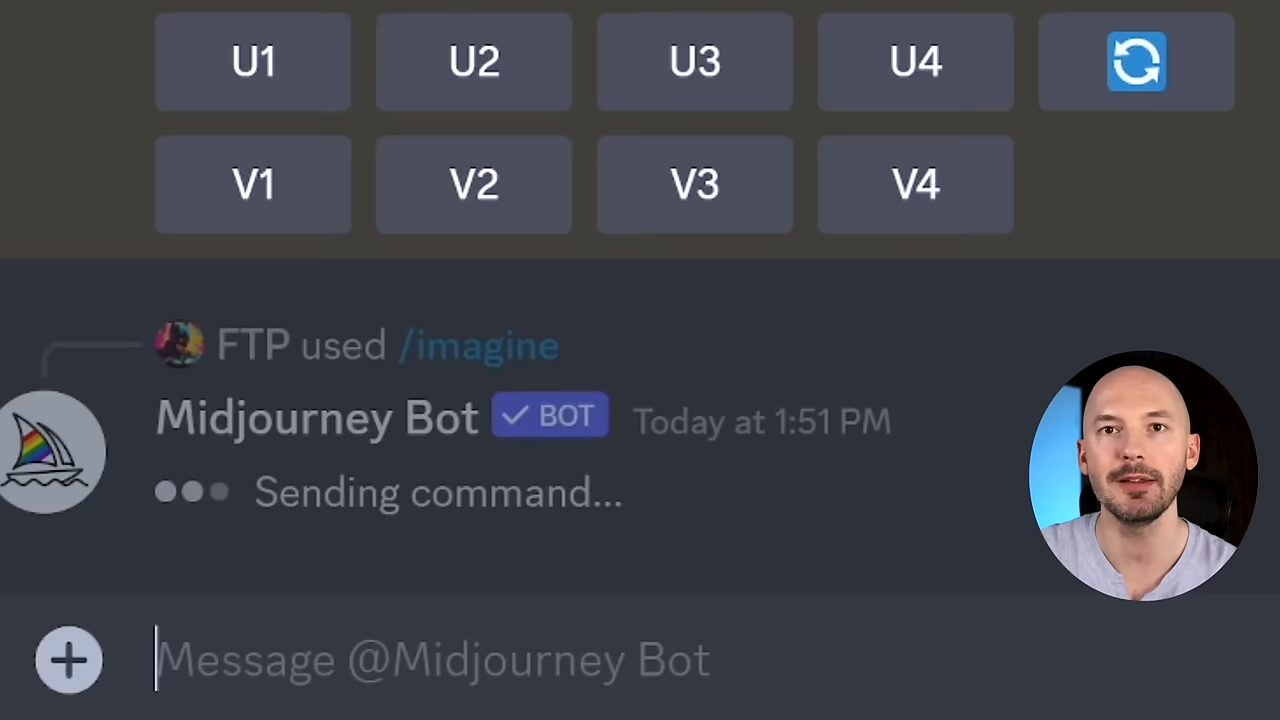 U1 U2 U3 U4
V1 V2 V3 V4
FTP used /imagine
Midjourney Bot BOT Today at 1:51 PM
Sending command...
Message @Midjourney Bot